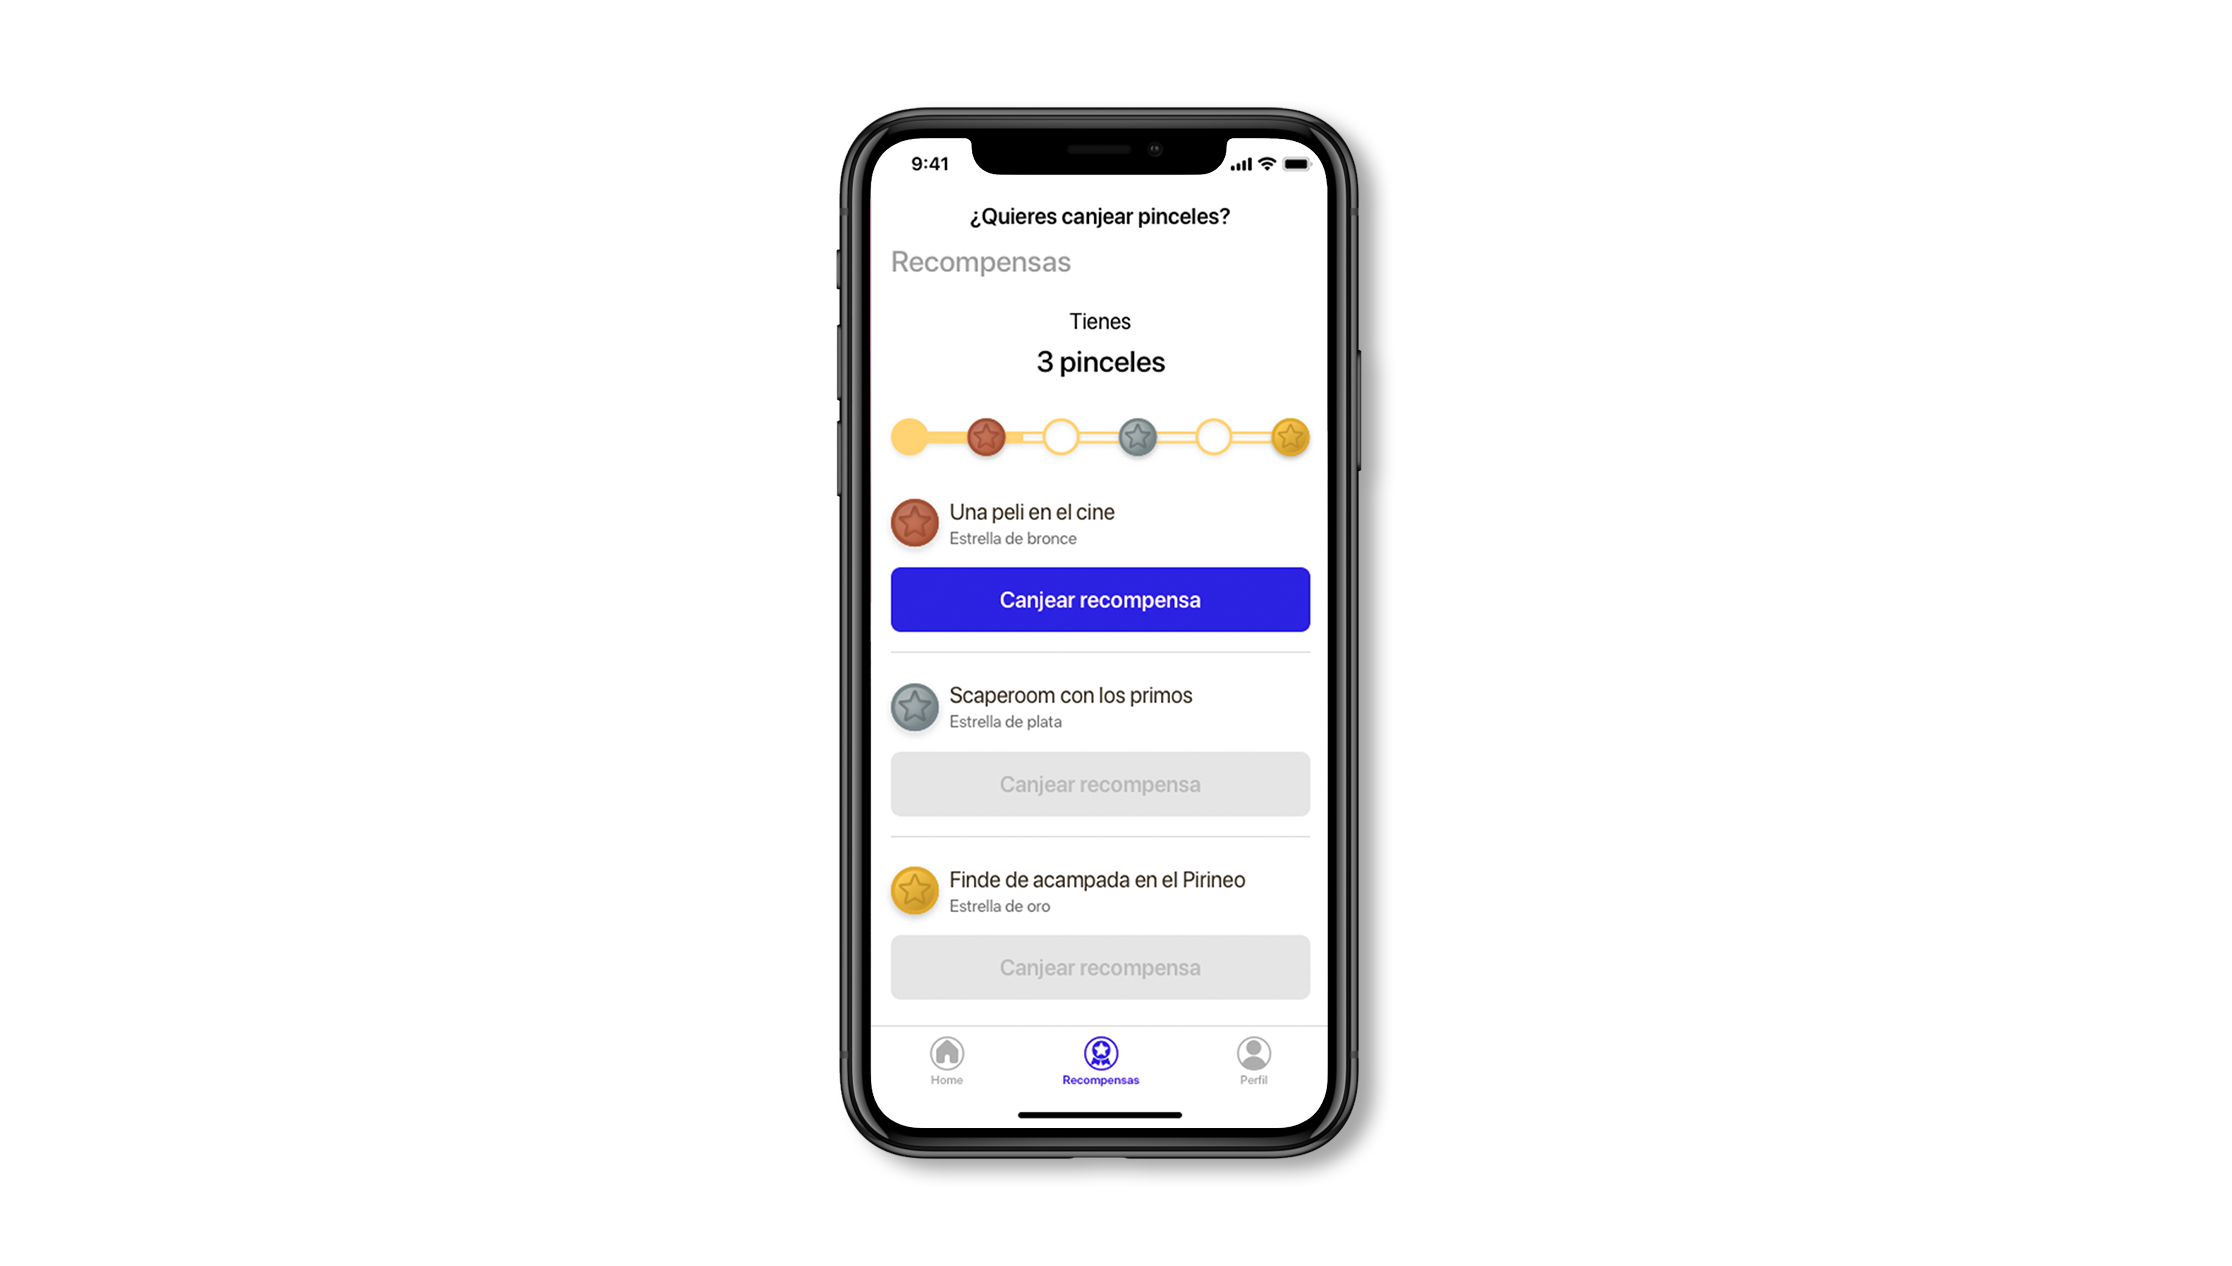 9:41
¿Quieres canjear pinceles?
Recompensas
Tienes
3 pinceles
Una peli en el cine
Estrella de bronce
Canjear recompensa
Scaperoom con los primos
Estrella de plata
Canjear recompensa
Finde de acampada en el Pirineo
Estrella de oro
Canjear recompensa
Home
Recompensas
Perfil